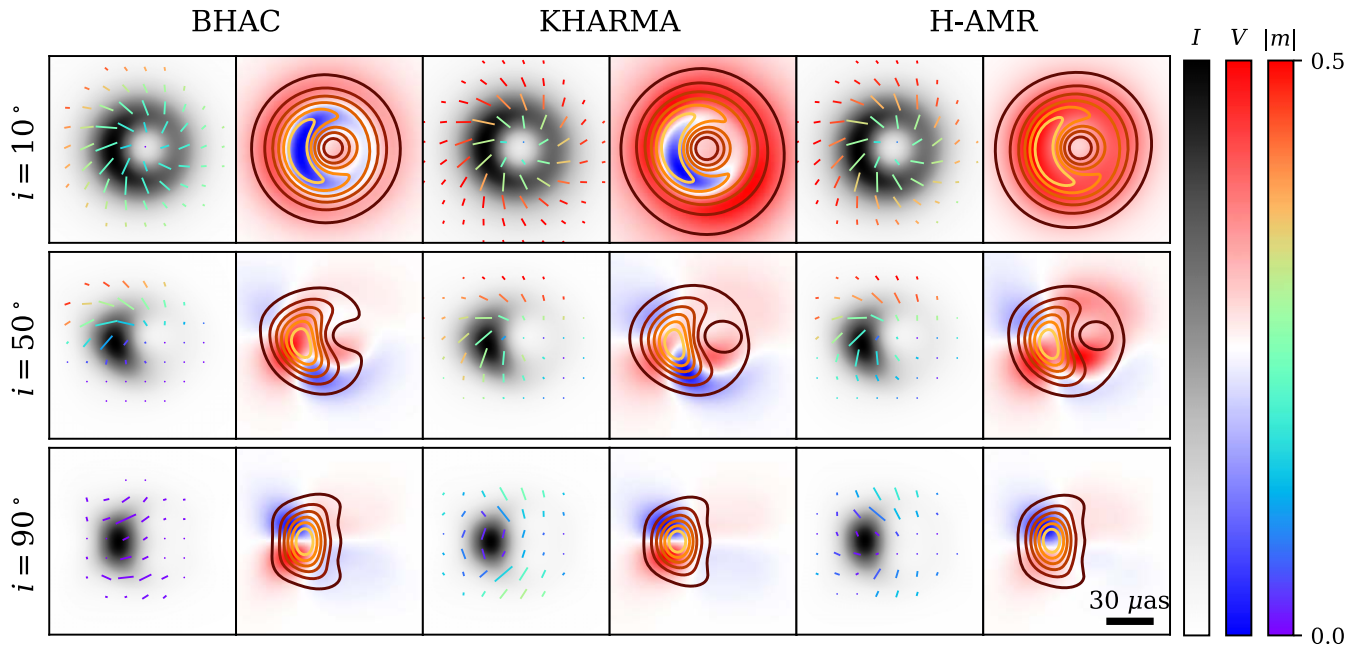 BHAC KHARMA H-AMR
I V |m|
0.5
i = 10°
i = 50°
i = 90°
30 μas
0.0